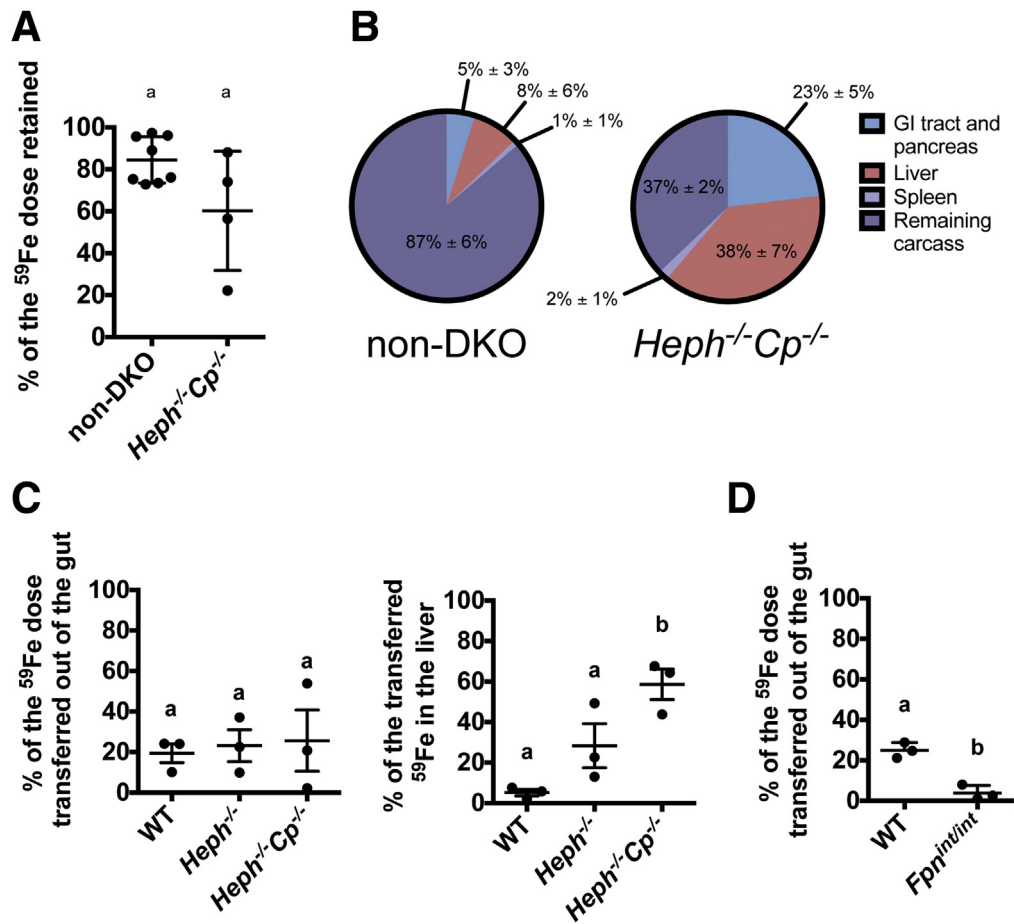 A
% of the ⁵⁹Fe dose retained
a a
100
80
60
40
20
0
non-DKO
Heph-/-Cp-/-
B
5% ± 3%
8% ± 6%
1% ± 1%
87% ± 6%
non-DKO
23% ± 5%
37% ± 2%
38% ± 7%
2% ± 1%
Heph-/-Cp-/-
GI tract and
pancreas
Liver
Spleen
Remaining
carcass
C
% of the ⁵⁹Fe dose
transferred out of the gut
100
80
60
40
20
0
a
a
a
WT
Heph-/-
Heph-/-Cp-/-
% of the transferred
⁵⁹Fe in the liver
100
80
60
40
20
0
a
a
b
WT
Heph-/-
Heph-/-Cp-/-
D
% of the ⁵⁹Fe dose
transferred out of the gut
100
80
60
40
20
0
a
b
WT
Fpnint/int